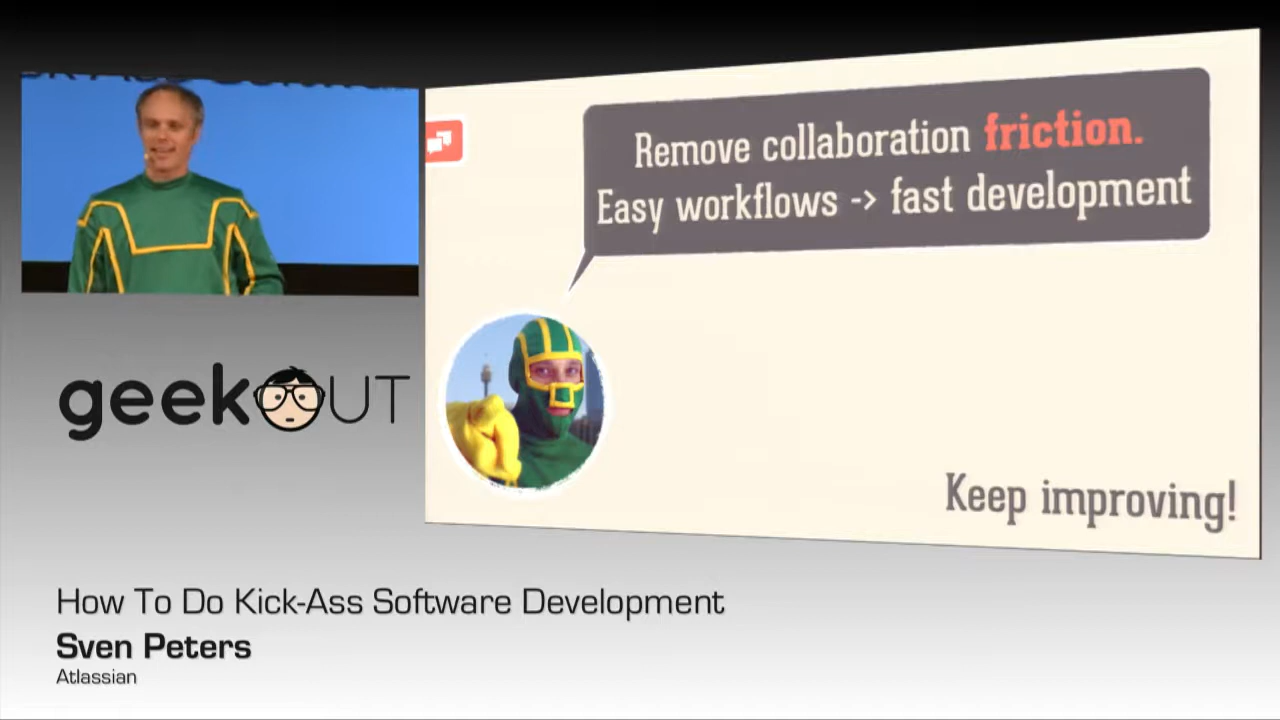 Remove collaboration friction.
Easy workflows -> fast development
geekOUT
Keep improving!
How To Do Kick-Ass Software Development
Sven Peters
Atlassian